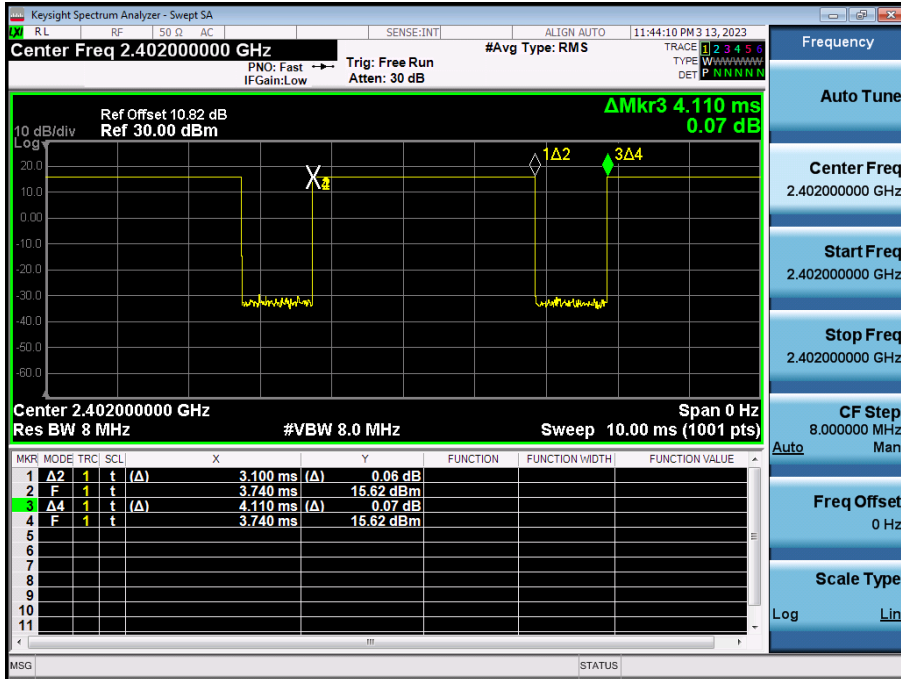 Keysight Spectrum Analyzer - Swept SA
LXI RL RF 50 Ω AC SENSE:INT ALIGN AUTO 11:44:10 PM 3 13, 2023
Center Freq 2.402000000 GHz #Avg Type: RMS TRACE 1 2 3 4 5 6
PNO: Fast Trig: Free Run TYPE WWWWWW
IFGain:Low Atten: 30 dB DET P N N N N N
ΔMkr3 4.110 ms
0.07 dB
Ref Offset 10.82 dB
10 dB/div Ref 30.00 dBm
Log
1Δ2 3Δ4
20.0
10.0
0.00
-10.0
-20.0
-30.0
-40.0
-50.0
-60.0
Center 2.402000000 GHz Span 0 Hz
Res BW 8 MHz #VBW 8.0 MHz Sweep 10.00 ms (1001 pts)
MKR MODE TRC SCL X Y FUNCTION FUNCTION WIDTH FUNCTION VALUE
1 Δ2 1 t (Δ) 3.100 ms (Δ) 0.06 dB
2 F 1 t 3.740 ms 15.62 dBm
3 Δ4 1 t (Δ) 4.110 ms (Δ) 0.07 dB
4 F 1 t 3.740 ms 15.62 dBm
5
6
7
8
9
10
11
MSG STATUS
Frequency
Auto Tune
Center Freq
2.402000000 GHz
Start Freq
2.402000000 GHz
Stop Freq
2.402000000 GHz
CF Step
8.000000 MHz
Auto Man
Freq Offset
0 Hz
Scale Type
Log Lin